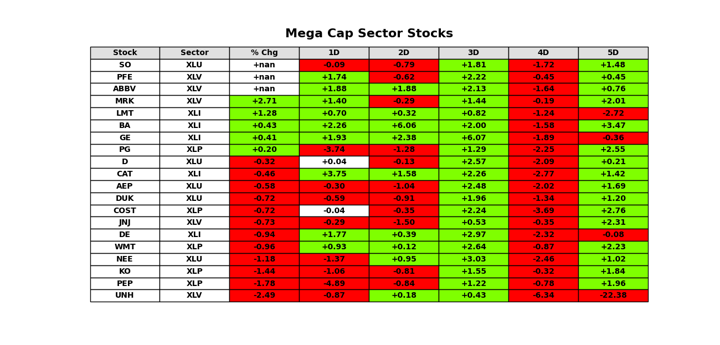 Mega Cap Sector Stocks
Stock Sector % Chg 1D 2D 3D 4D 5D
SO XLU +nan -0.09 -0.79 +1.81 -1.72 +1.48
PFE XLV +nan +1.74 -0.62 +2.22 -0.45 +0.45
ABBV XLV +nan +1.88 +1.88 +2.13 -1.64 +0.76
MRK XLV +2.71 +1.40 -0.29 +1.44 -0.19 +2.01
LMT XLI +1.28 +0.70 +0.32 +0.82 -1.24 -2.72
BA XLI +0.43 +2.26 +6.06 +2.00 -1.58 +3.47
GE XLI +0.41 +1.93 +2.38 +6.07 -1.89 -0.36
PG XLP +0.20 -3.74 -1.28 +1.29 -2.25 +2.55
D XLU -0.32 +0.04 -0.13 +2.57 -2.09 +0.21
CAT XLI -0.46 +3.75 +1.58 +2.26 -2.77 +1.42
AEP XLU -0.58 -0.30 -1.04 +2.48 -2.02 +1.69
DUK XLU -0.72 -0.59 -0.91 +1.96 -1.34 +1.20
COST XLP -0.72 -0.04 -0.35 +2.24 -3.69 +2.76
JNJ XLV -0.73 -0.29 -1.50 +0.53 -0.35 +2.31
DE XLI -0.94 +1.77 +0.39 +2.97 -2.32 -0.08
WMT XLP -0.96 +0.93 +0.12 +2.64 -0.87 +2.23
NEE XLU -1.18 -1.37 +0.95 +3.03 -2.46 +1.02
KO XLP -1.44 -1.06 -0.81 +1.55 -0.32 +1.84
PEP XLP -1.78 -4.89 -0.84 +1.22 -0.78 +1.96
UNH XLV -2.49 -0.87 +0.18 +0.43 -6.34 -22.38